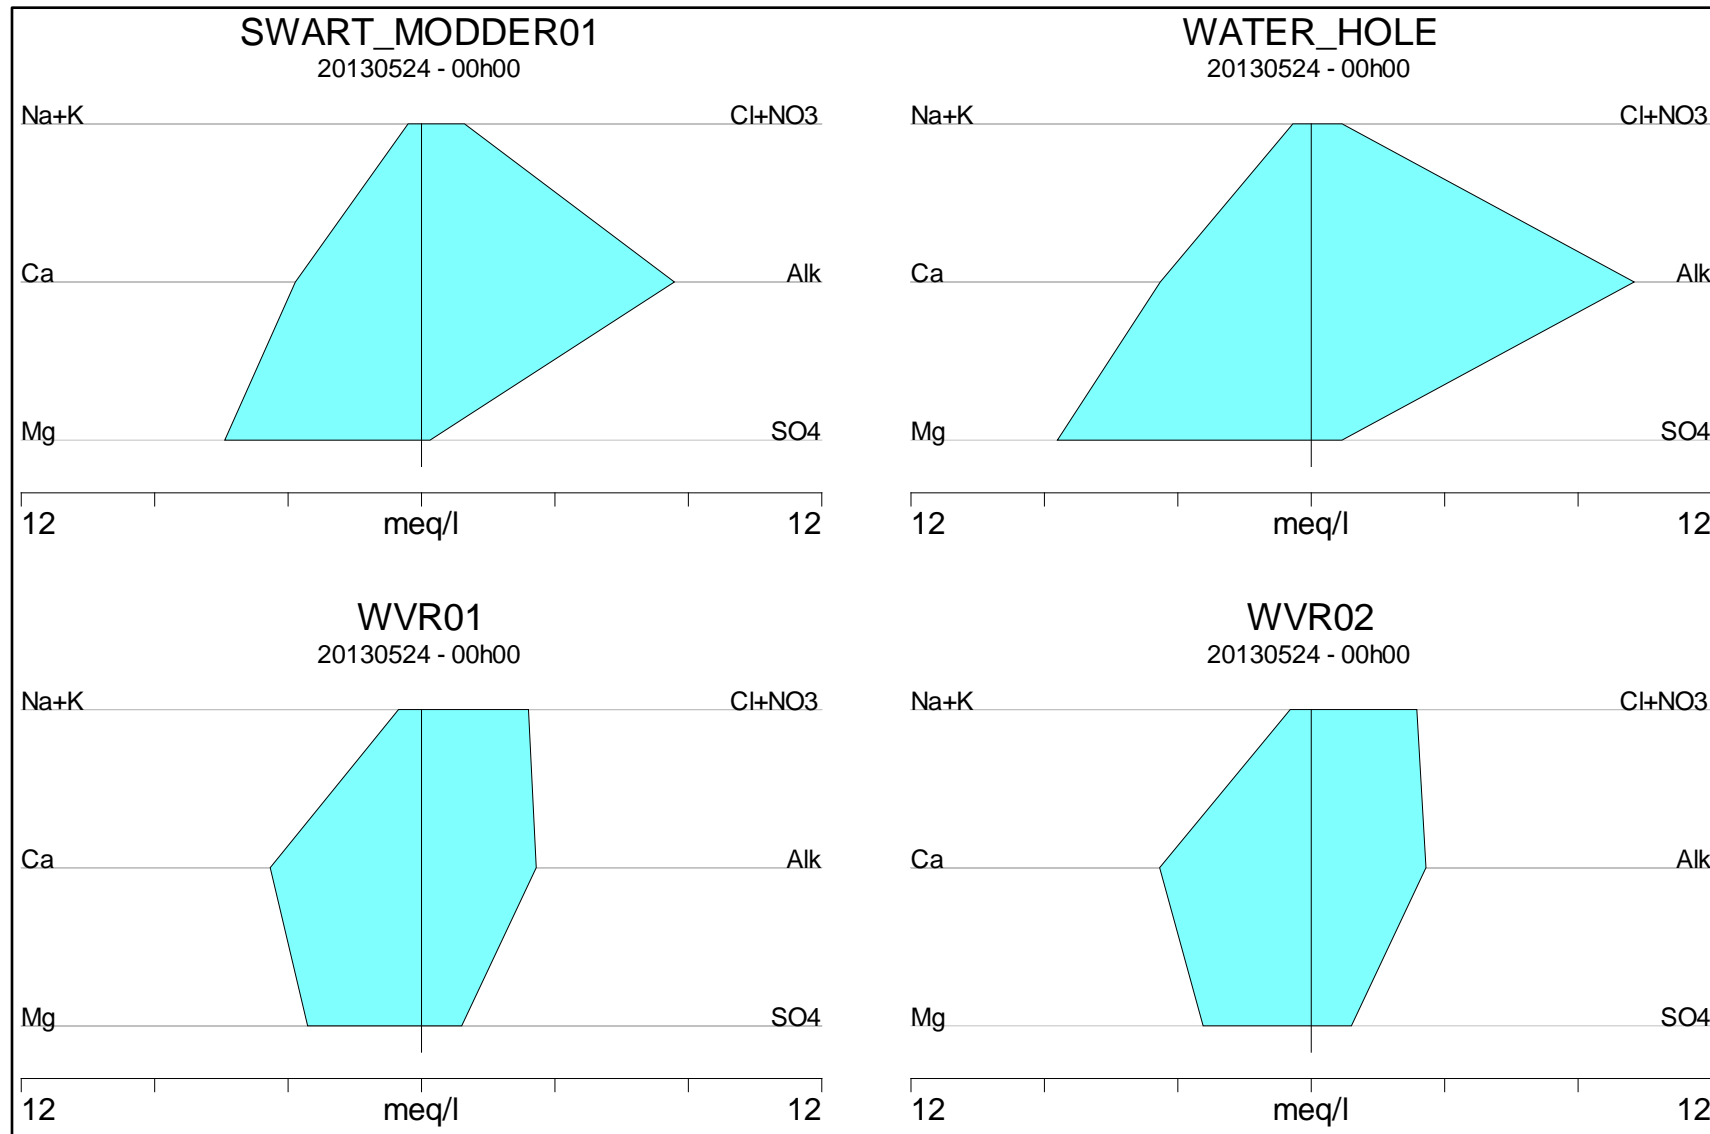 SWART_MODDER01
20130524 - 00h00
Na+K
Cl+NO3
Ca
Alk
Mg
SO4
12
meq/l
12
WATER_HOLE
20130524 - 00h00
Na+K
Cl+NO3
Ca
Alk
Mg
SO4
12
meq/l
12
WVR01
20130524 - 00h00
Na+K
Cl+NO3
Ca
Alk
Mg
SO4
12
meq/l
12
WVR02
20130524 - 00h00
Na+K
Cl+NO3
Ca
Alk
Mg
SO4
12
meq/l
12